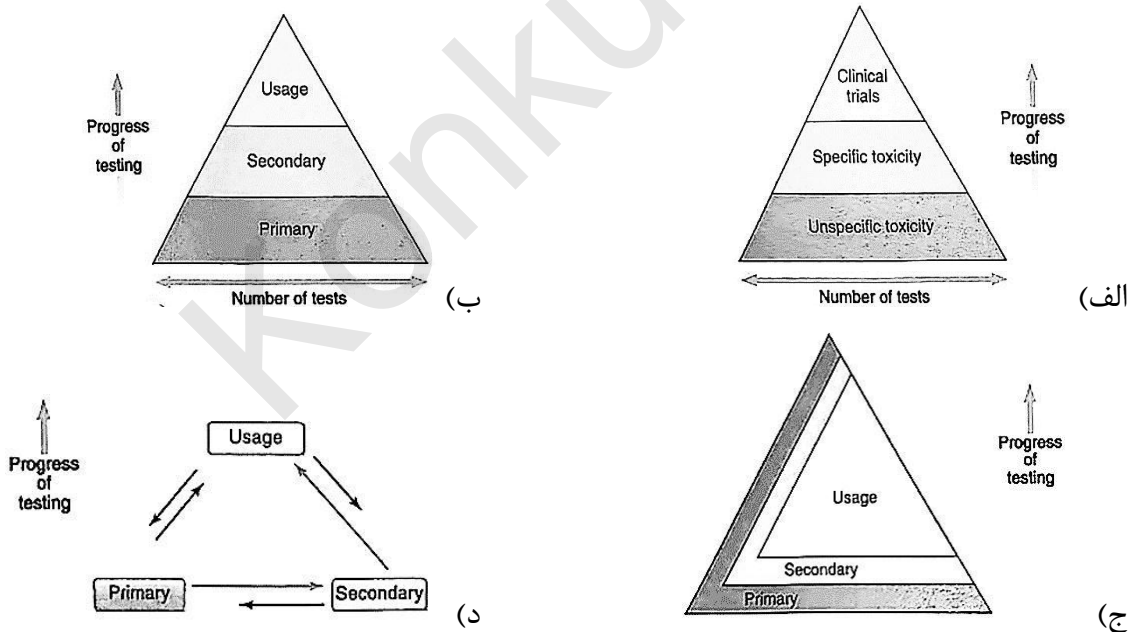 Clinical
trials
Specific toxicity
Unspecific toxicity
Progress
of
testing
Number of tests
الف)
Usage
Secondary
Primary
Progress
of
testing
Number of tests
ب)
Usage
Secondary
Primary
Progress
of
testing
ج)
Usage
Primary
Secondary
Progress
of
testing
د)
Konku